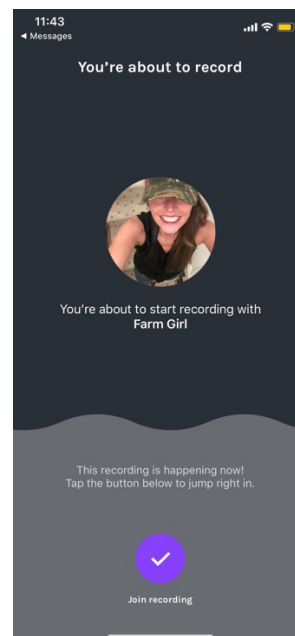 11:43
◀ Messages
You’re about to record
You’re about to start recording with
Farm Girl
This recording is happening now!
Tap the button below to jump right in.
Join recording